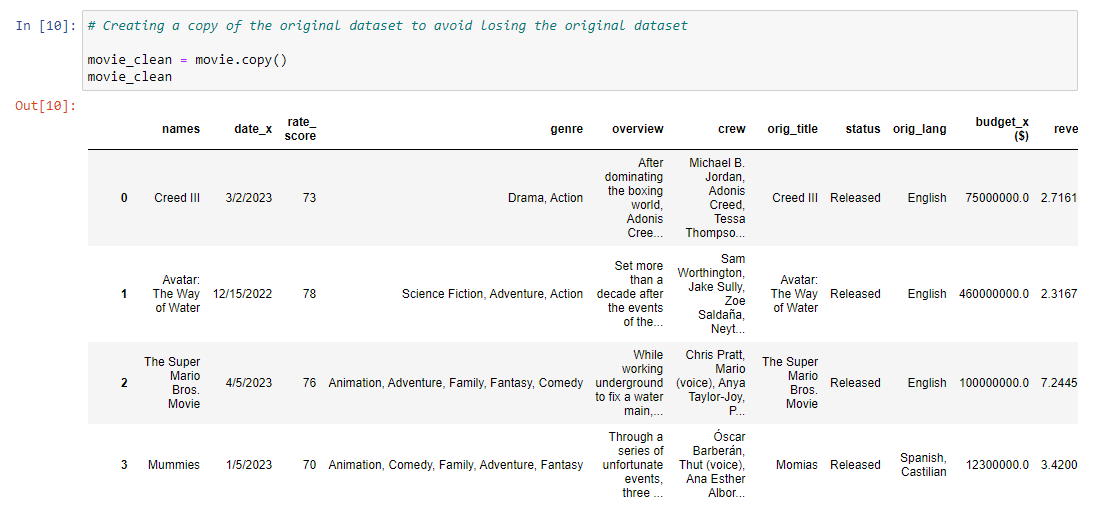 In [10]: # Creating a copy of the original dataset to avoid losing the original dataset
movie_clean = movie.copy()
movie_clean
Out[10]:
names date_x rate_ score genre overview crew orig_title status orig_lang budget_x ($) reve
0 Creed III 3/2/2023 73 Drama, Action After dominating the boxing world, Adonis Cree... Michael B. Jordan, Adonis Creed, Tessa Thompso... Creed III Released English 75000000.0 2.7161
1 Avatar: The Way of Water 12/15/2022 78 Science Fiction, Adventure, Action Set more than a decade after the events of the... Sam Worthington, Jake Sully, Zoe Saldaña, Neyt... Avatar: The Way of Water Released English 460000000.0 2.3167
2 The Super Mario Bros. Movie 4/5/2023 76 Animation, Adventure, Family, Fantasy, Comedy While working underground to fix a water main,... Chris Pratt, Mario (voice), Anya Taylor-Joy, P... The Super Mario Bros. Movie Released English 100000000.0 7.2445
3 Mummies 1/5/2023 70 Animation, Comedy, Family, Adventure, Fantasy Through a series of unfortunate events, three ... Óscar Barberán, Thut (voice), Ana Esther Albor... Momias Released Spanish, Castilian 12300000.0 3.4200